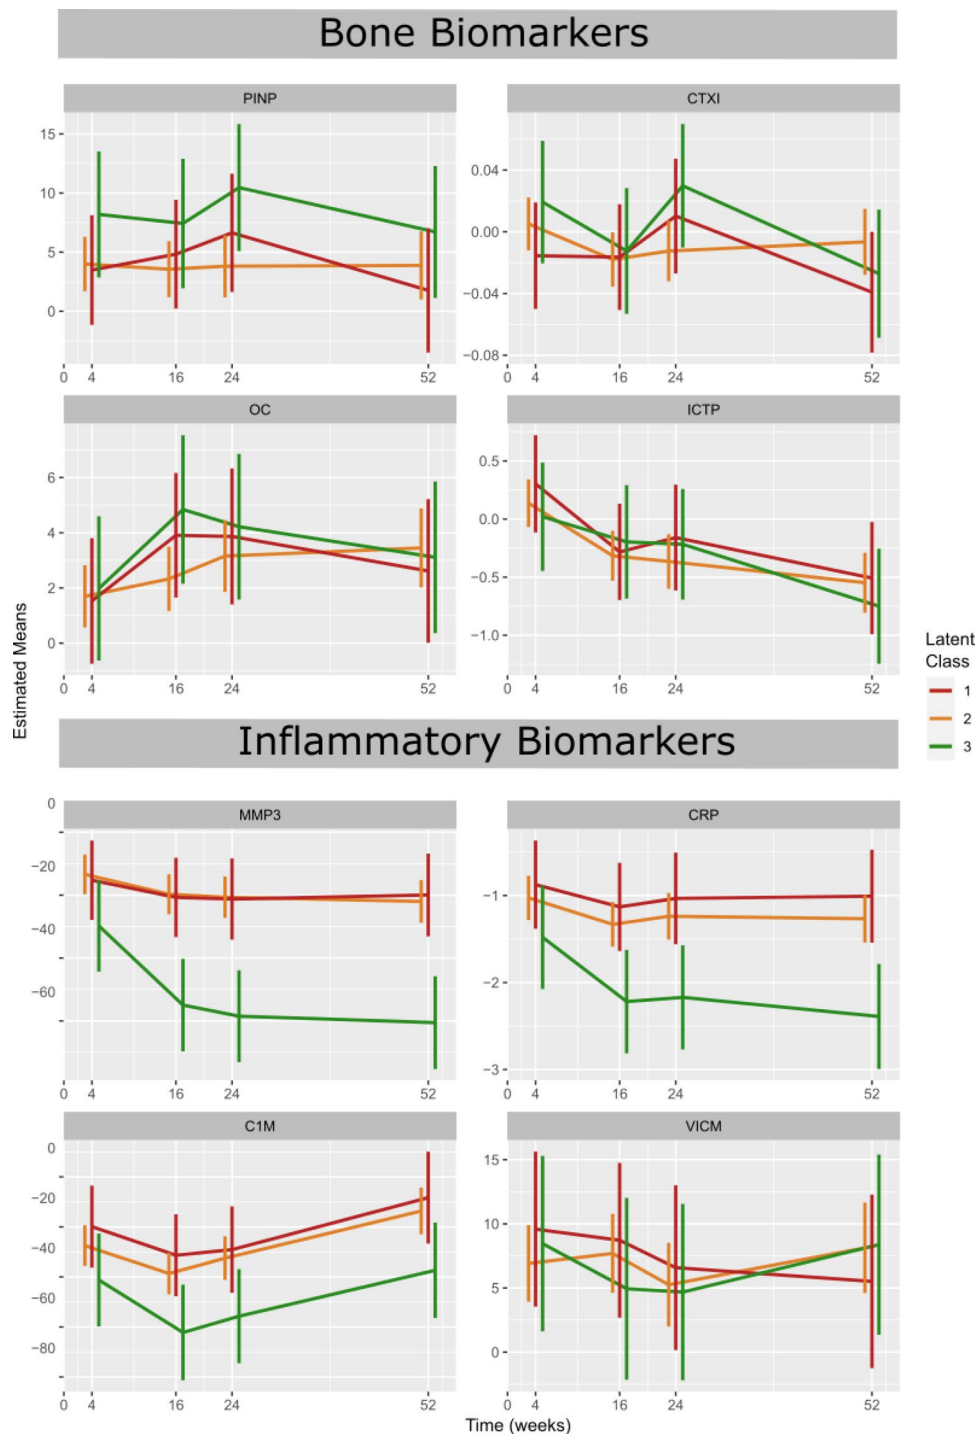 Bone Biomarkers
PINP
CTXI
15
10
5
0
0.04
0.00
−0.04
−0.08
0 4 16 24 52
0 4 16 24 52
OC
ICTP
6
4
2
0
0.5
0.0
−0.5
−1.0
0 4 16 24 52
0 4 16 24 52
Estimated Means
Latent
Class
1
2
3
Inflammatory Biomarkers
MMP3
CRP
0
−20
−40
−60
−1
−2
−3
0 4 16 24 52
0 4 16 24 52
C1M
VICM
0
−20
−40
−60
−80
15
10
5
0
0 4 16 24 52
0 4 16 24 52
Time (weeks)